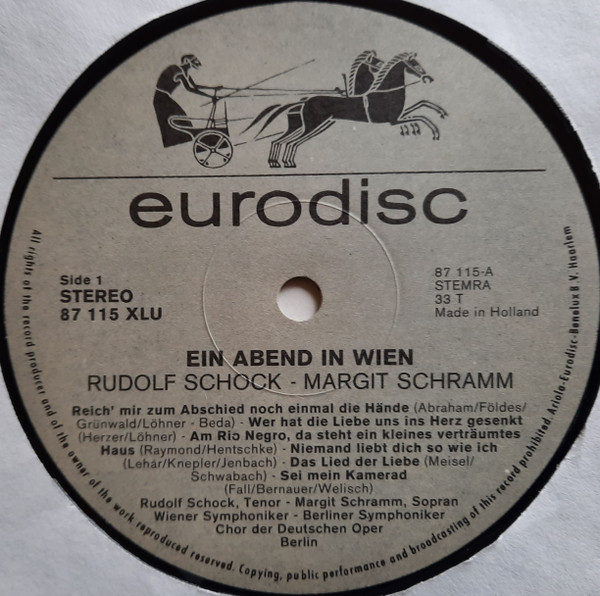 eurodisc
Side 1
STEREO
87 115 XLU
87 115-A
STEMRA
33 T
Made in Holland
EIN ABEND IN WIEN
RUDOLF SCHOCK - MARGIT SCHRAMM
Reich' mir zum Abschied noch einmal die Hände (Abraham/Földes/
Grünwald/Löhner - Beda) - Wer hat die Liebe uns ins Herz gesenkt
(Herzer/Löhner) - Am Rio Negro, da steht ein kleines verträumtes
Haus (Raymond/Hentschke) - Niemand liebt dich so wie ich
(Lehár/Knepler/Jenbach) - Das Lied der Liebe (Meisel/
Schwabach) - Sei mein Kamerad
(Fall/Bernauer/Welisch)
Rudolf Schock, Tenor - Margit Schramm, Sopran
Wiener Symphoniker - Berliner Symphoniker
Chor der Deutschen Oper
Berlin
All rights of the record producer and of the owner of the work reproduced reserved. Copying, public performance and broadcasting of this record prohibited. Ariola-Eurodisc-Benelux B.V. Haarlem